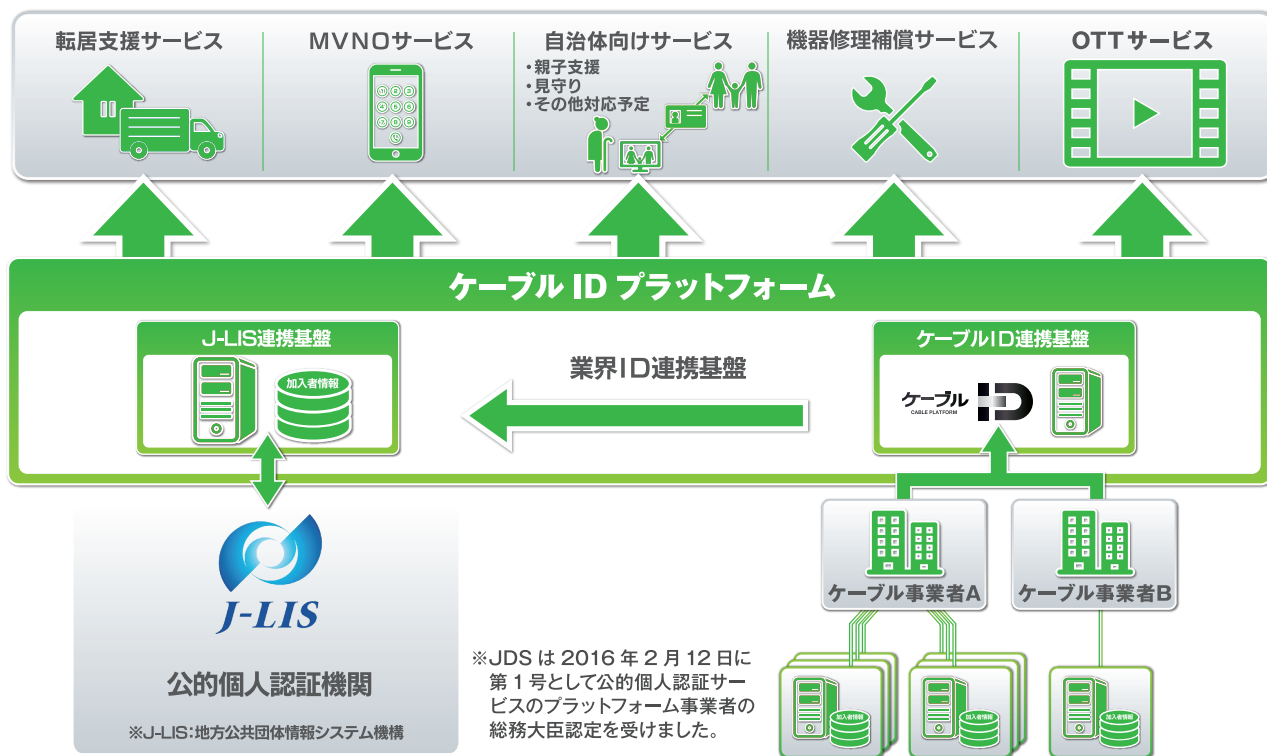 転居支援サービス
MVNOサービス
自治体向けサービス
・親子支援
・見守り
・その他対応予定
機器修理補償サービス
OTTサービス
ケーブル ID プラットフォーム
J-LIS連携基盤
加入者情報
業界ID連携基盤
ケーブルID連携基盤
ケーブル
CABLE PLATFORM
ID
J-LIS
公的個人認証機関
※J-LIS:地方公共団体情報システム機構
※JDS は 2016 年 2 月 12 日に
第 1 号として公的個人認証サー
ビスのプラットフォーム事業者の
総務大臣認定を受けました。
ケーブル事業者A
ケーブル事業者B
加入者情報
加入者情報
加入者情報